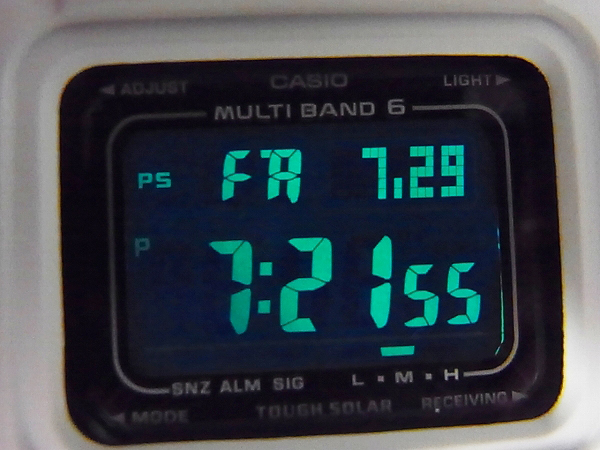 ADJUST CASIO LIGHT
MULTI BAND 6
PS FR 7.29
P 7:21 55
SNZ ALM SIG L M H
MODE TOUGH SOLAR RECEIVING